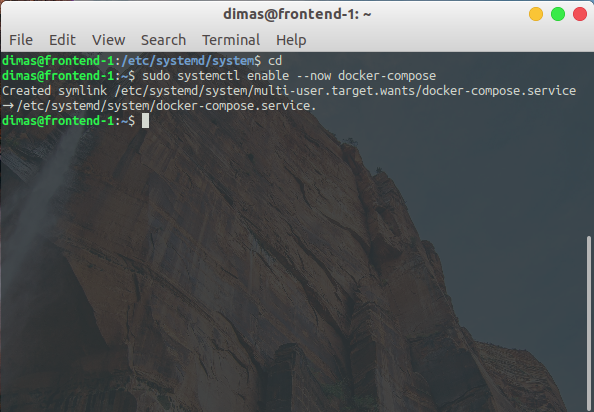 dimas@frontend-1: ~
File Edit View Search Terminal Help
dimas@frontend-1:/etc/systemd/system$ cd
dimas@frontend-1:~$ sudo systemctl enable --now docker-compose
Created symlink /etc/systemd/system/multi-user.target.wants/docker-compose.service
→ /etc/systemd/system/docker-compose.service.
dimas@frontend-1:~$